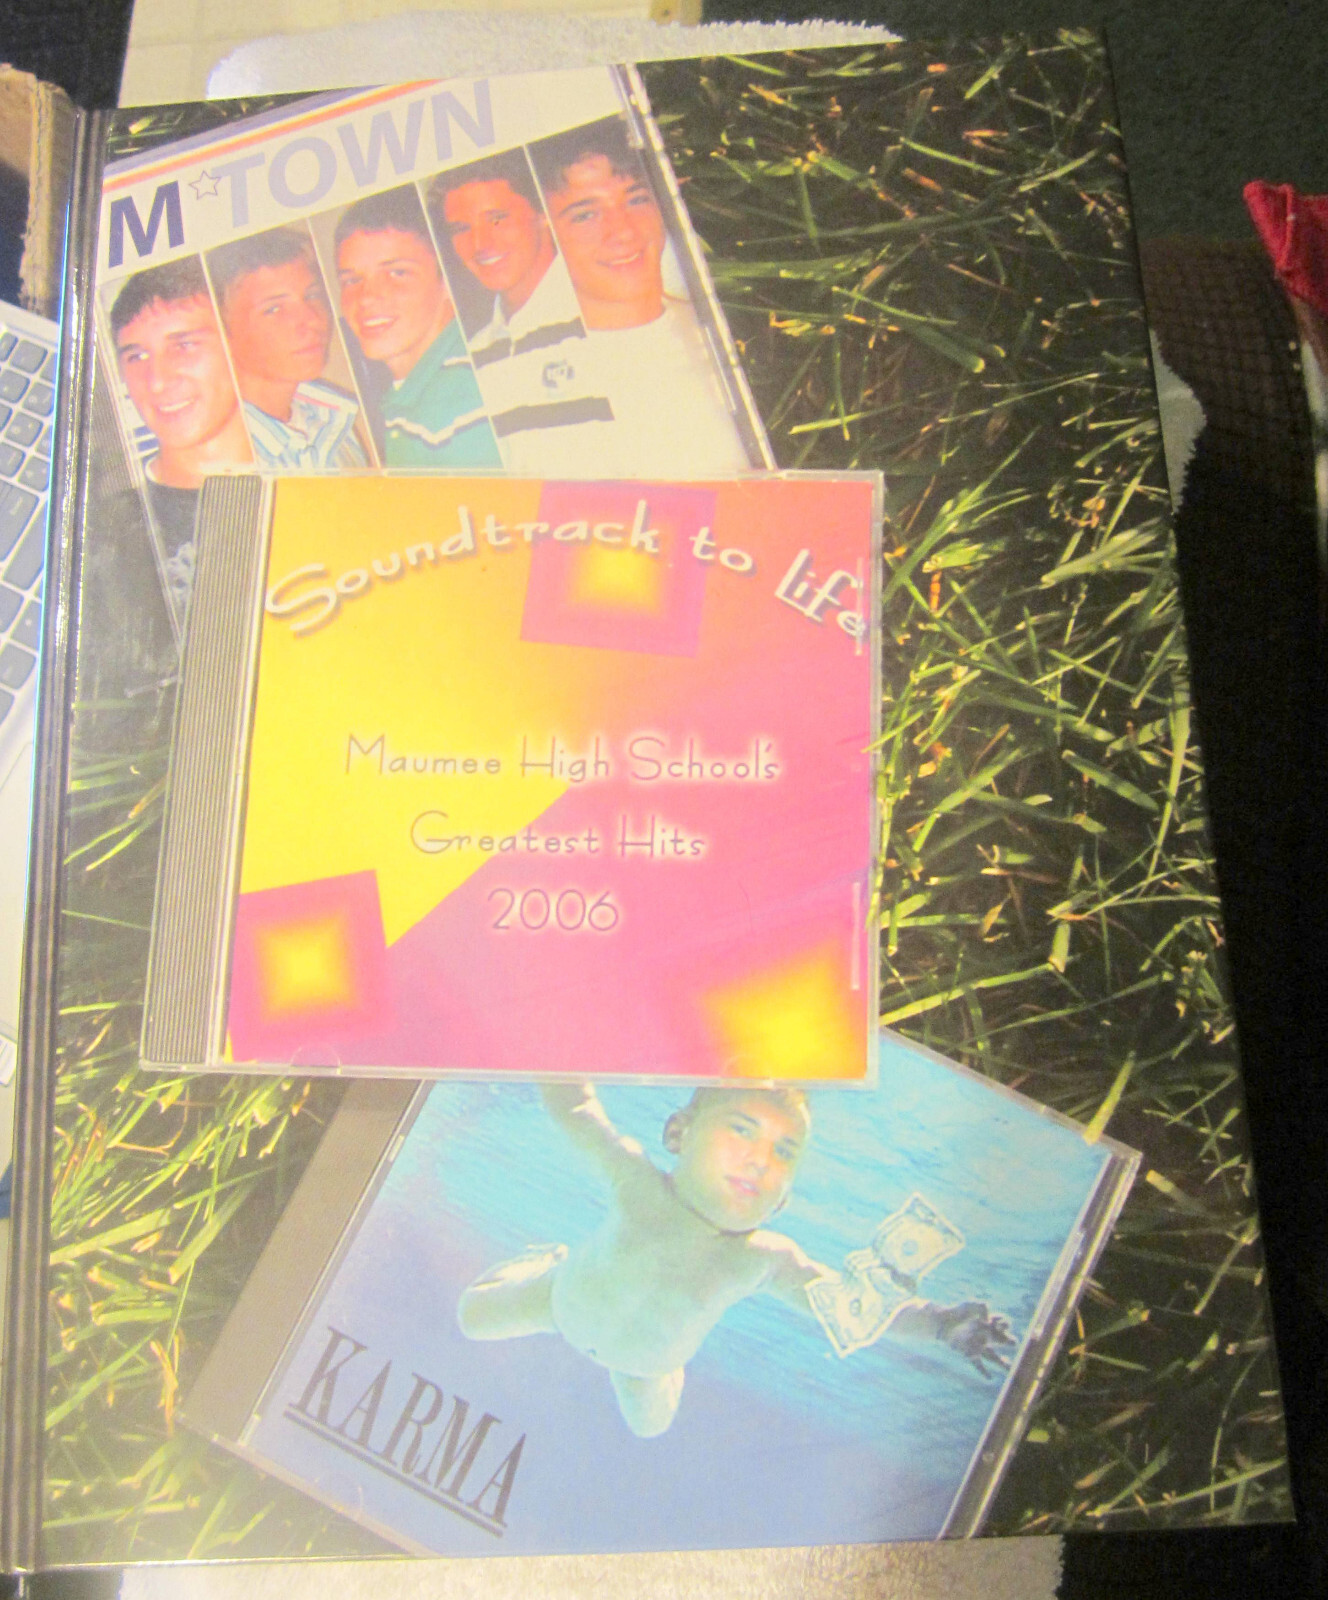 M☆TOWN
Soundtrack to Life
Maumee High School's
Greatest Hits
2006
KARMA